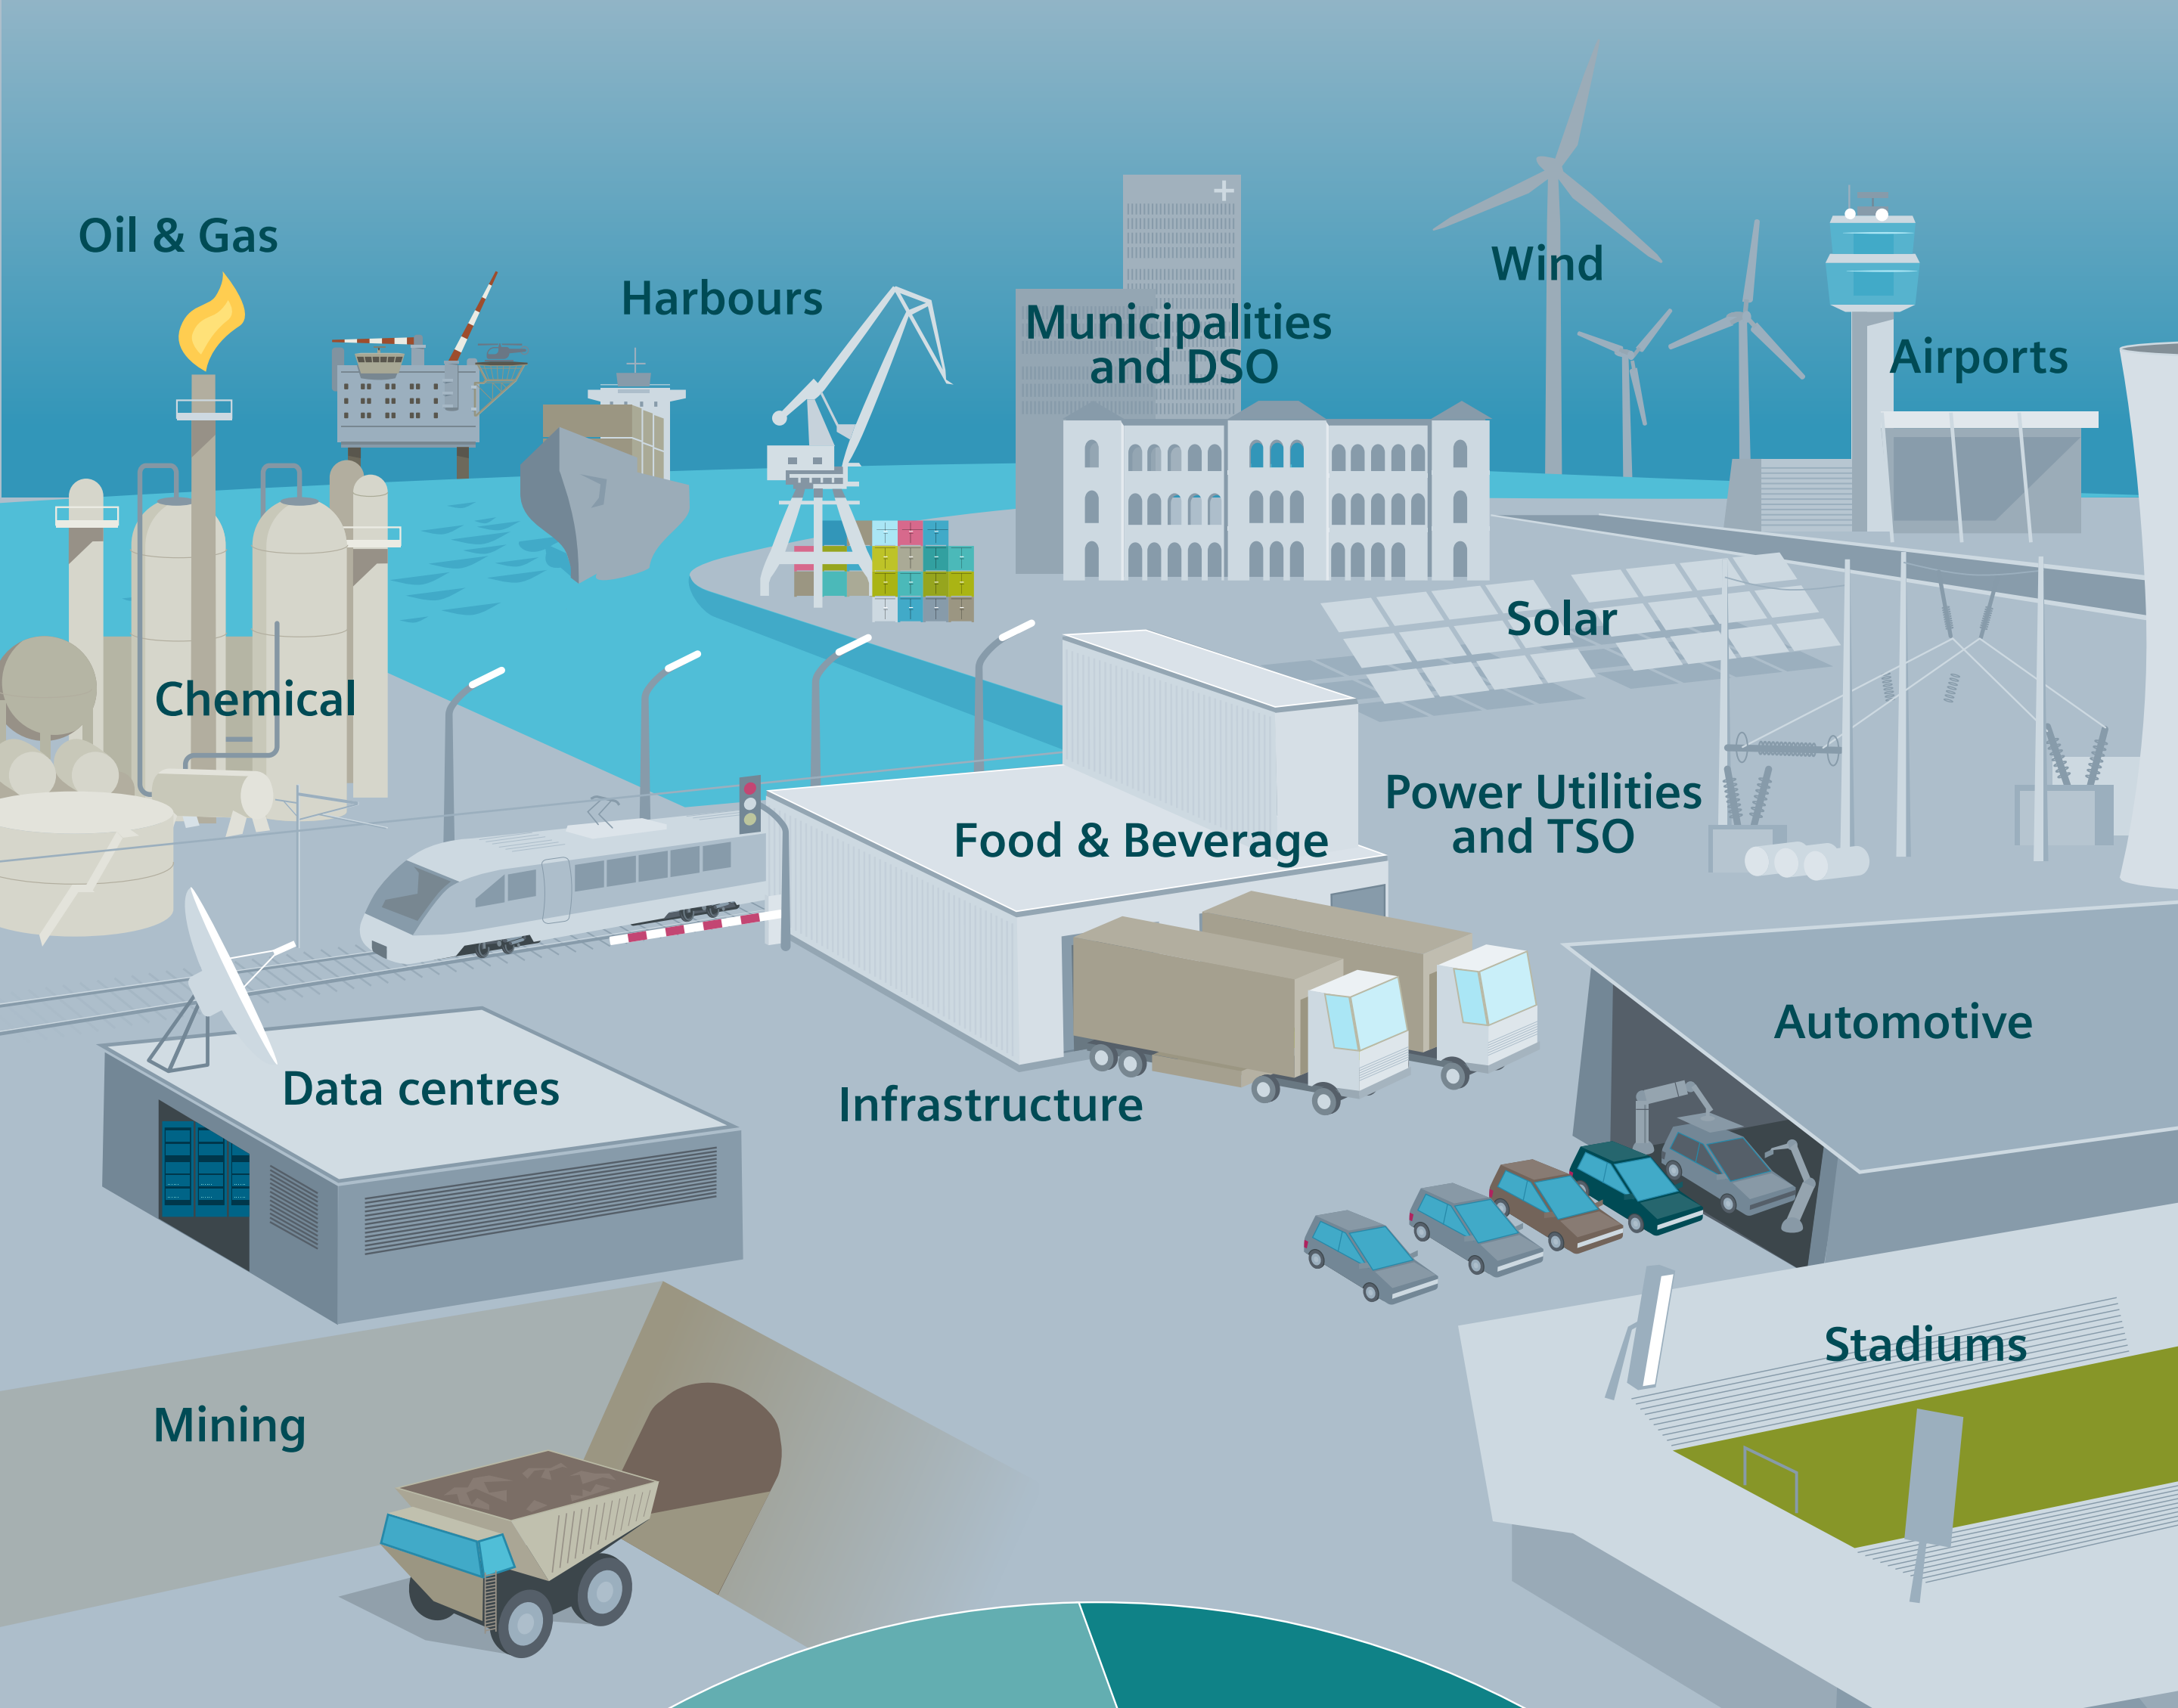 Oil & Gas
Harbours
Municipalities
and DSO
Wind
Airports
Solar
Chemical
Power Utilities
and TSO
Food & Beverage
Automotive
Data centres
Infrastructure
Stadiums
Mining